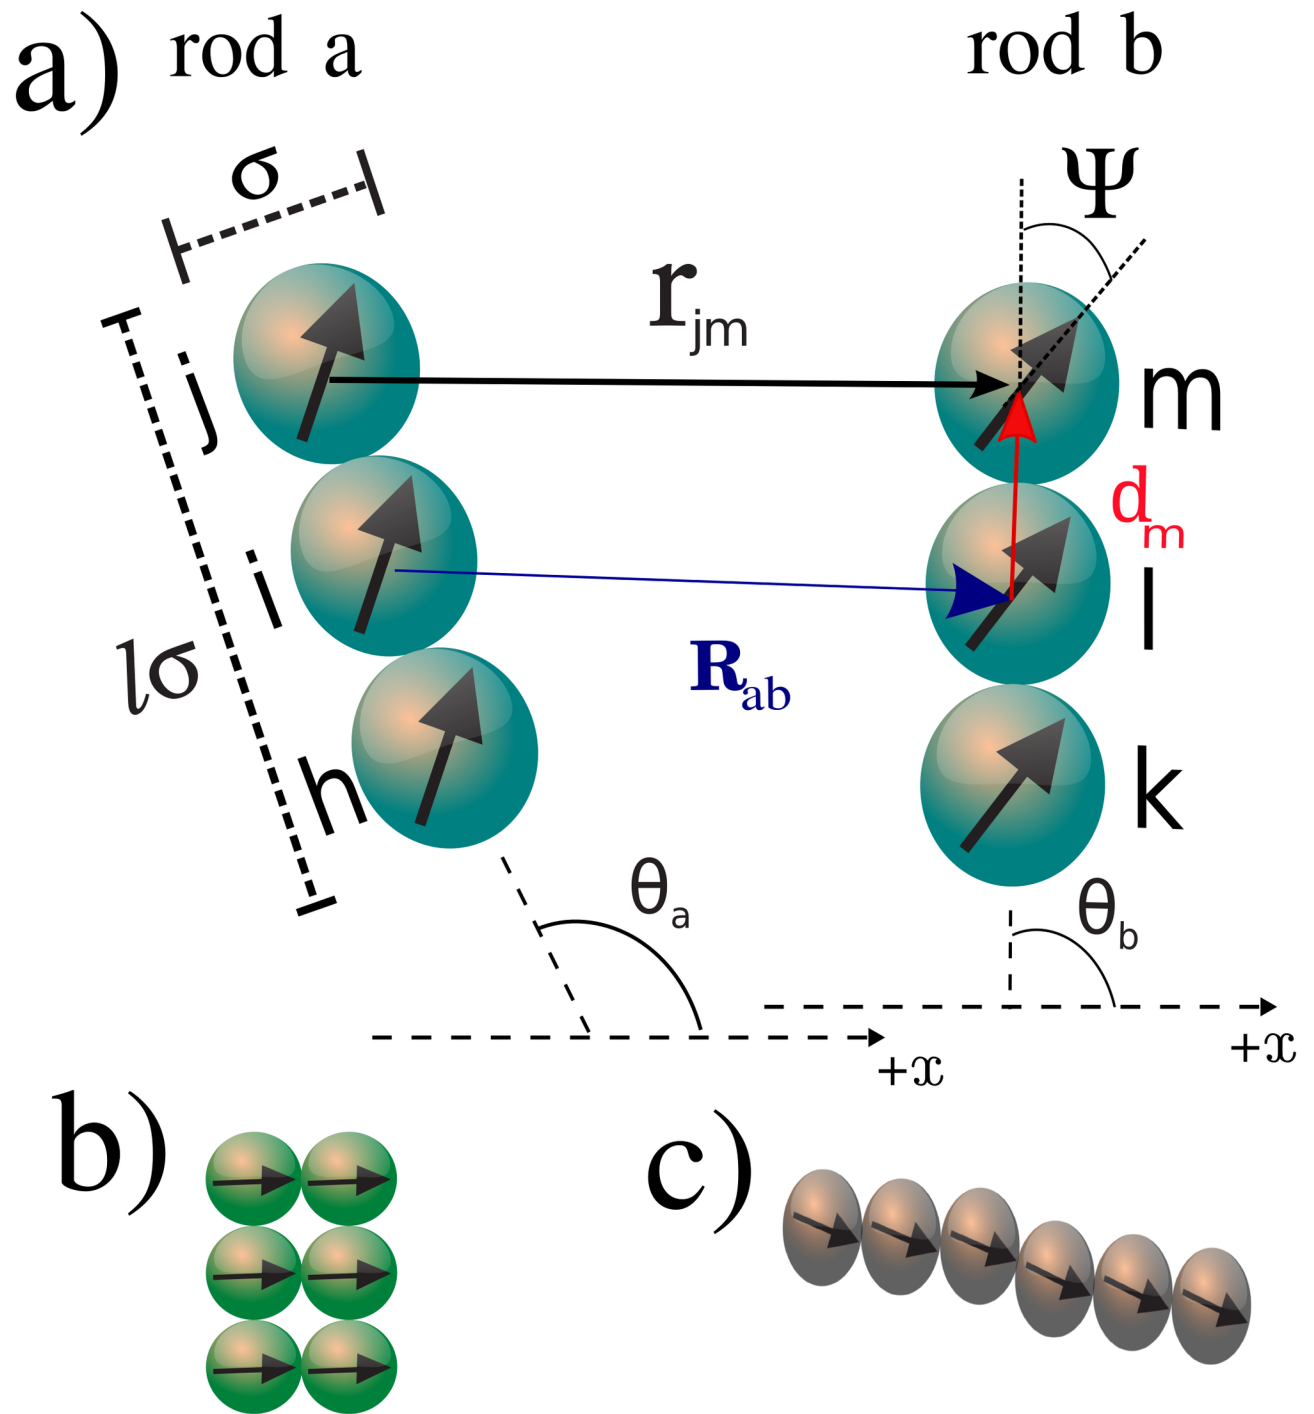 a) rod a rod b
σ
Ψ
r_jm
j
m
d_m
i
l
R_ab
lσ
h
k
θ_a
θ_b
+x
+x
b)
c)